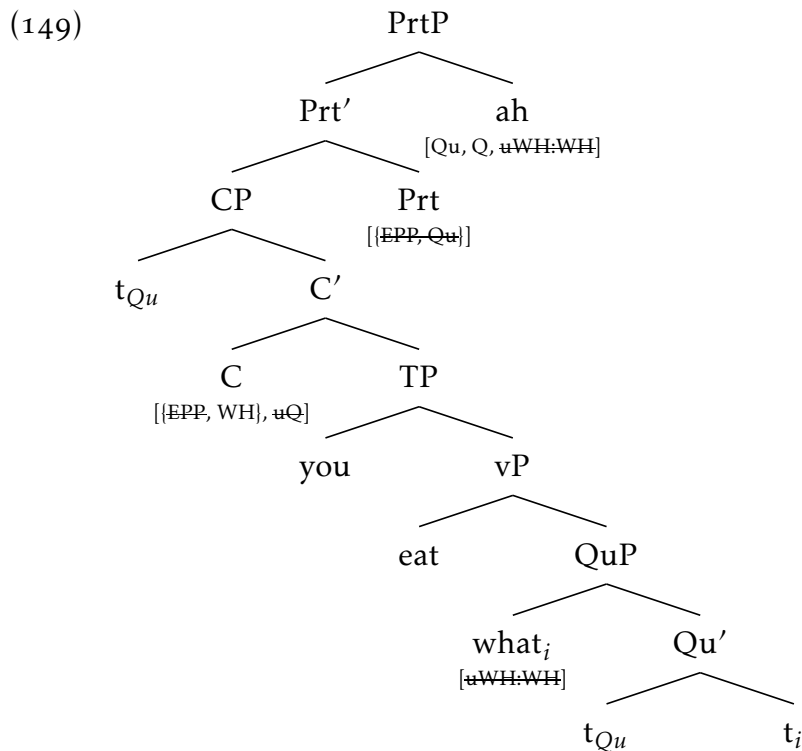 (149) PrtP
Prt′ ah
[Qu, Q, uWH:WH]
CP Prt
[{EPP, Qu}]
t_Qu C′
C TP
[{EPP, WH}, uQ]
you vP
eat QuP
what_i Qu′
[uWH:WH]
t_Qu t_i